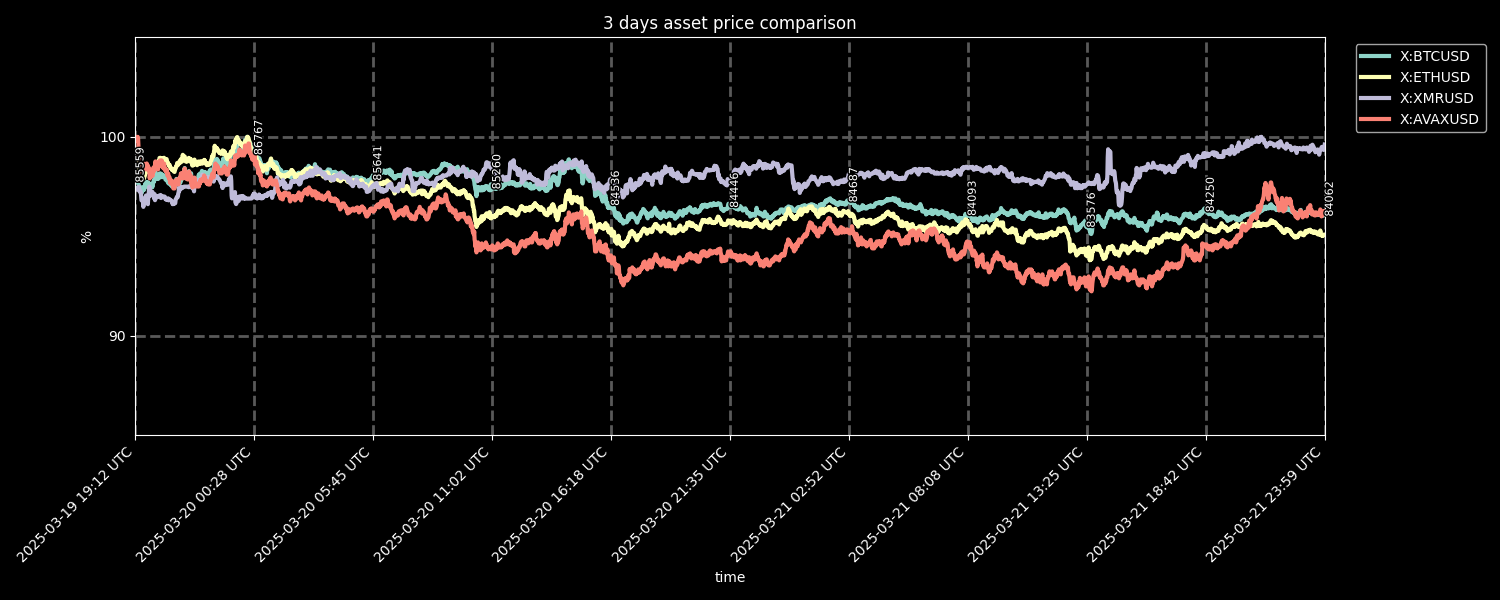 3 days asset price comparison
X:BTCUSD
X:ETHUSD
X:XMRUSD
X:AVAXUSD
100
90
%
85559
86767
85641
85260
84536
84446
84687
84093
83576
84250
84062
2025-03-19 19:12 UTC
2025-03-20 00:28 UTC
2025-03-20 05:45 UTC
2025-03-20 11:02 UTC
2025-03-20 16:18 UTC
2025-03-20 21:35 UTC
2025-03-21 02:52 UTC
2025-03-21 08:08 UTC
2025-03-21 13:25 UTC
2025-03-21 18:42 UTC
2025-03-21 23:59 UTC
time